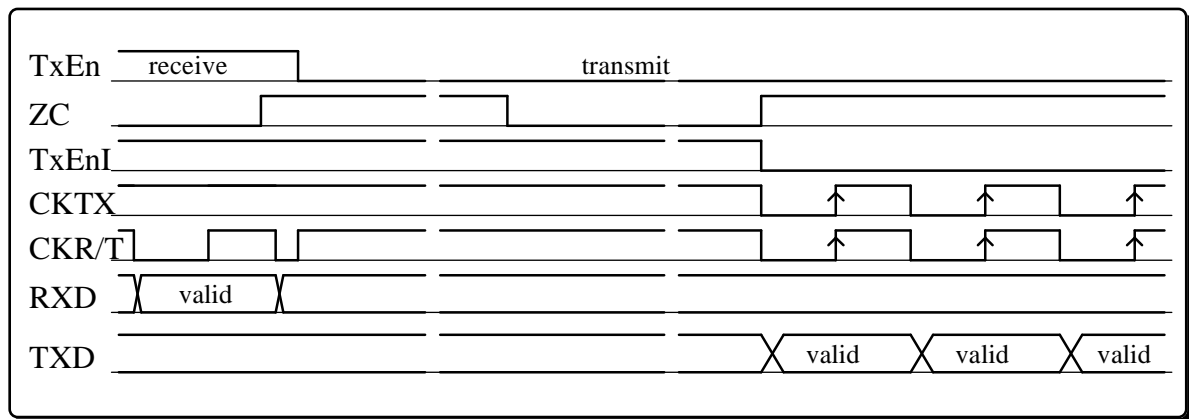 TxEn receive transmit
ZC
TxEnI
CKTX
CKR/T
RXD valid
TXD valid valid valid